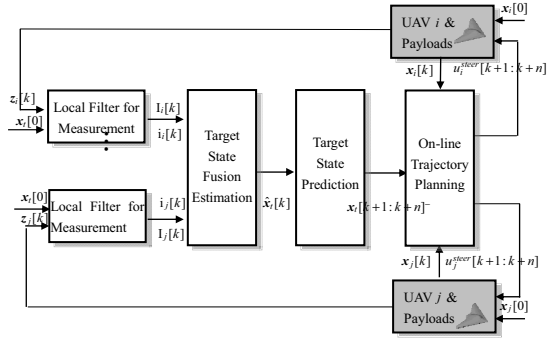 UAV i &
Payloads
x_i[0]
x_i[k]
u_i^{steer}[k+1:k+n]
z_i[k]
x_t[0]
Local Filter for
Measurement
I_i[k]
i_i[k]
Target
State
Fusion
Estimation
Target
State
Prediction
On-line
Trajectory
Planning
x_t[0]
z_j[k]
Local Filter for
Measurement
i_j[k]
I_j[k]
x̂_t[k]
x_t[k+1:k+n]^-
x_j[k]
u_j^{steer}[k+1:k+n]
UAV j &
Payloads
x_j[0]